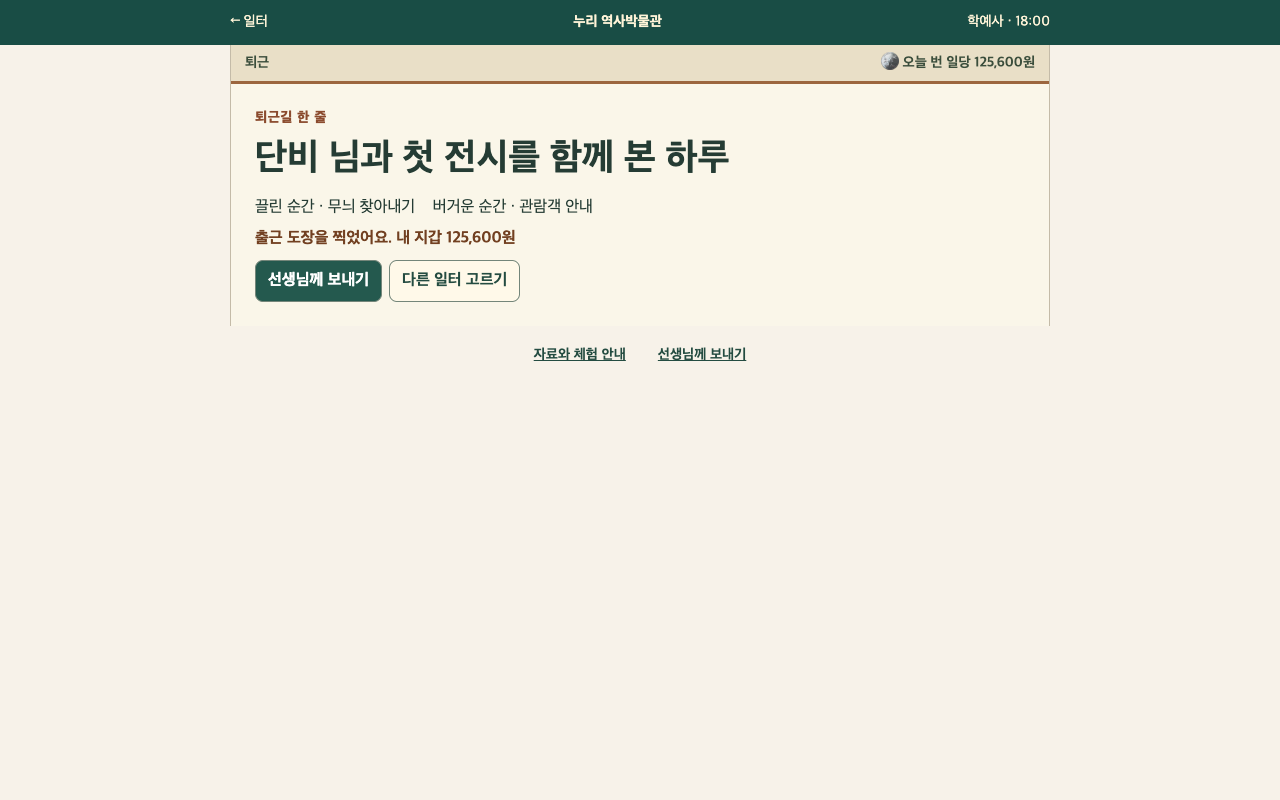 ← 일터
누리 역사박물관
학예사 · 18:00
퇴근
오늘 번 일당 125,600원
퇴근길 한 줄
단비 님과 첫 전시를 함께 본 하루
끌린 순간 · 무늬 찾아내기 버거운 순간 · 관람객 안내
출근 도장을 찍었어요. 내 지갑 125,600원
선생님께 보내기
다른 일터 고르기
자료와 체험 안내
선생님께 보내기